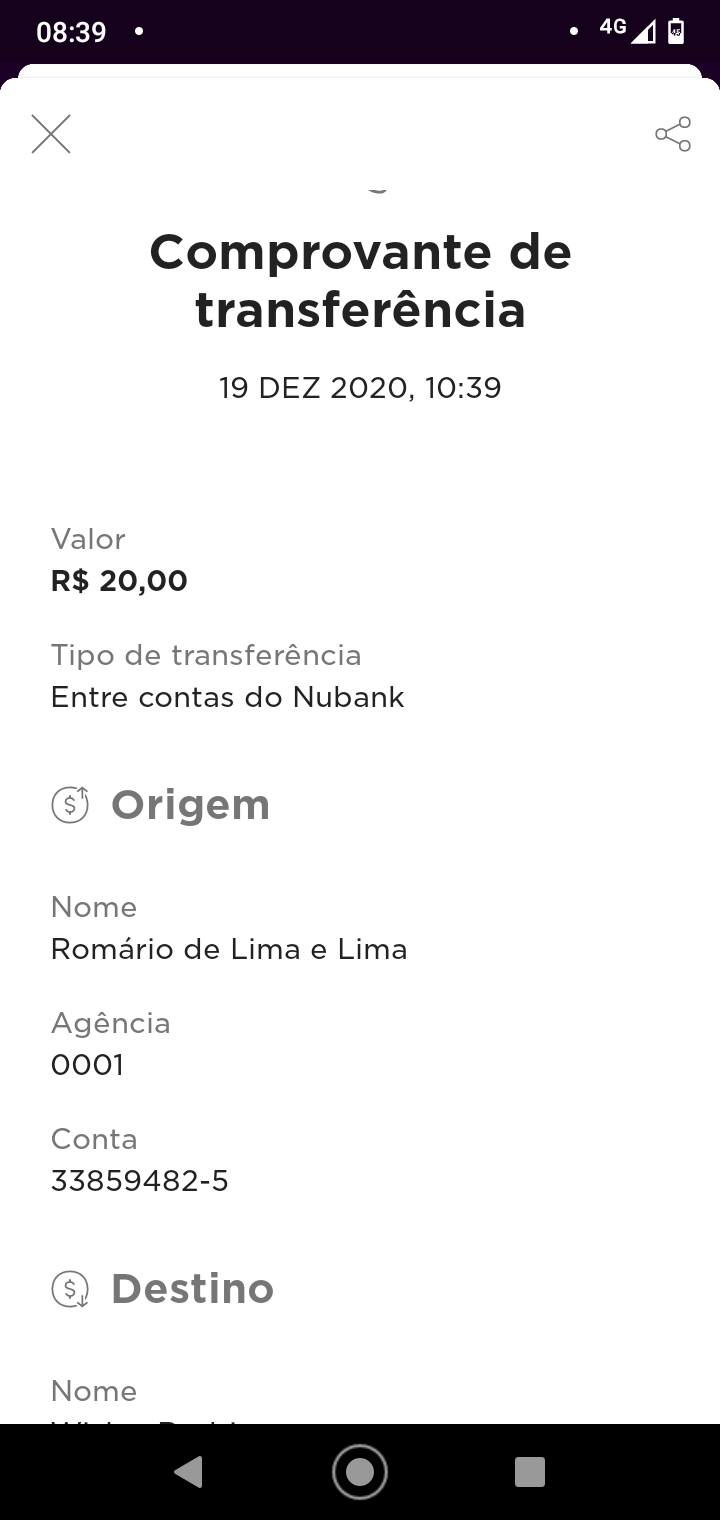 08:39
4G
45
Comprovante de
transferência
19 DEZ 2020, 10:39
Valor
R$ 20,00
Tipo de transferência
Entre contas do Nubank
Origem
Nome
Romário de Lima e Lima
Agência
0001
Conta
33859482-5
Destino
Nome